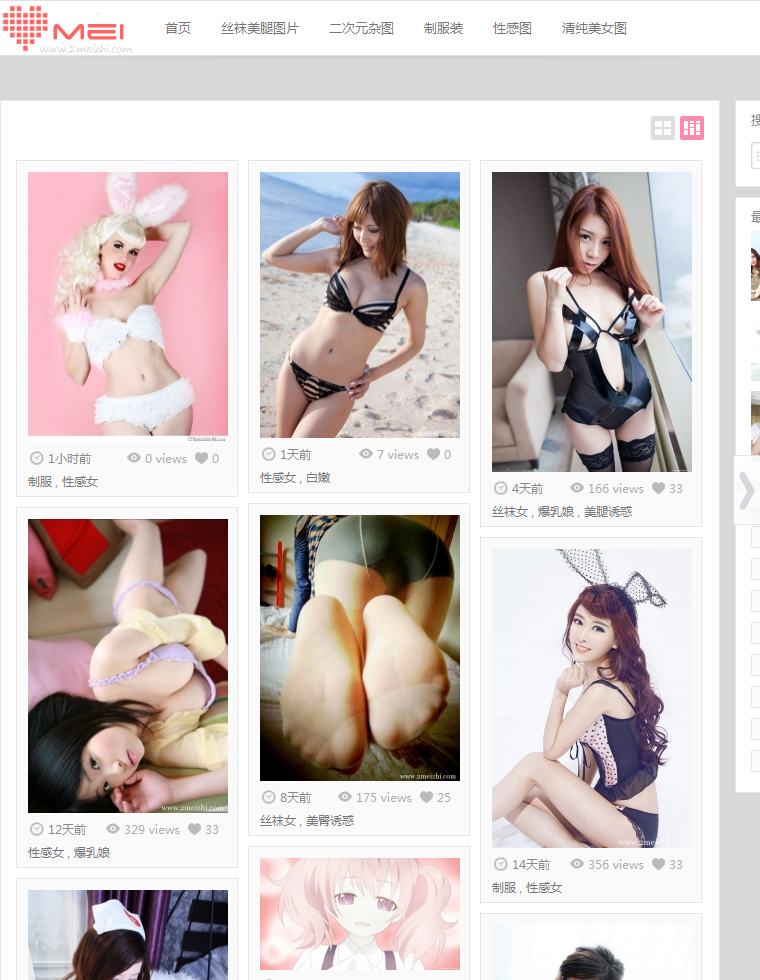 MEI
www.2meizhi.com
首页 丝袜美腿图片 二次元杂图 制服装 性感图 清纯美女图
1小时前 0 views 0
制服 , 性感女
1天前 7 views 0
性感女 , 白嫩
4天前 166 views 33
丝袜女 , 爆乳娘 , 美腿诱惑
www.2meizhi.com
12天前 329 views 33
性感女 , 爆乳娘
www.2meizhi.com
8天前 175 views 25
丝袜女 , 美臀诱惑
www.2meizhi.com
14天前 356 views 33
制服 , 性感女